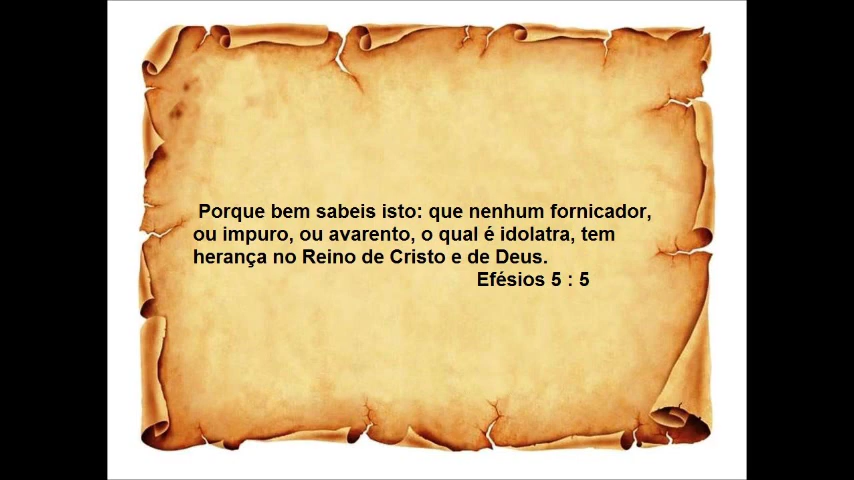 Porque bem sabeis isto: que nenhum fornicador,
ou impuro, ou avarento, o qual é idolatra, tem
herança no Reino de Cristo e de Deus.
Efésios 5 : 5